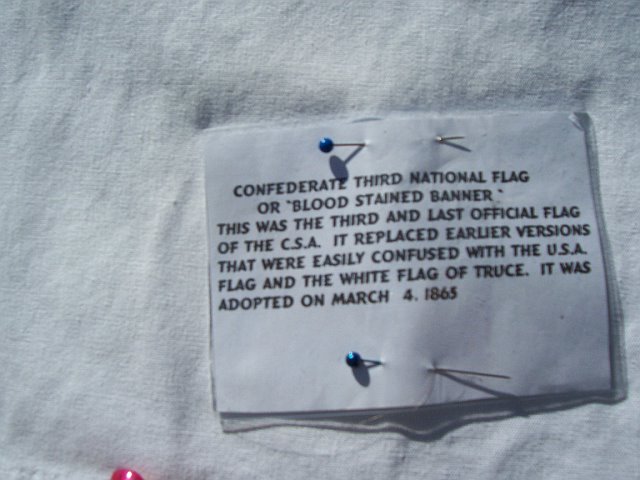 CONFEDERATE THIRD NATIONAL FLAG
OR "BLOOD STAINED BANNER"
THIS WAS THE THIRD AND LAST OFFICIAL FLAG
OF THE C.S.A. IT REPLACED EARLIER VERSIONS
THAT WERE EASILY CONFUSED WITH THE U.S.A.
FLAG AND THE WHITE FLAG OF TRUCE. IT WAS
ADOPTED ON MARCH 4, 1865